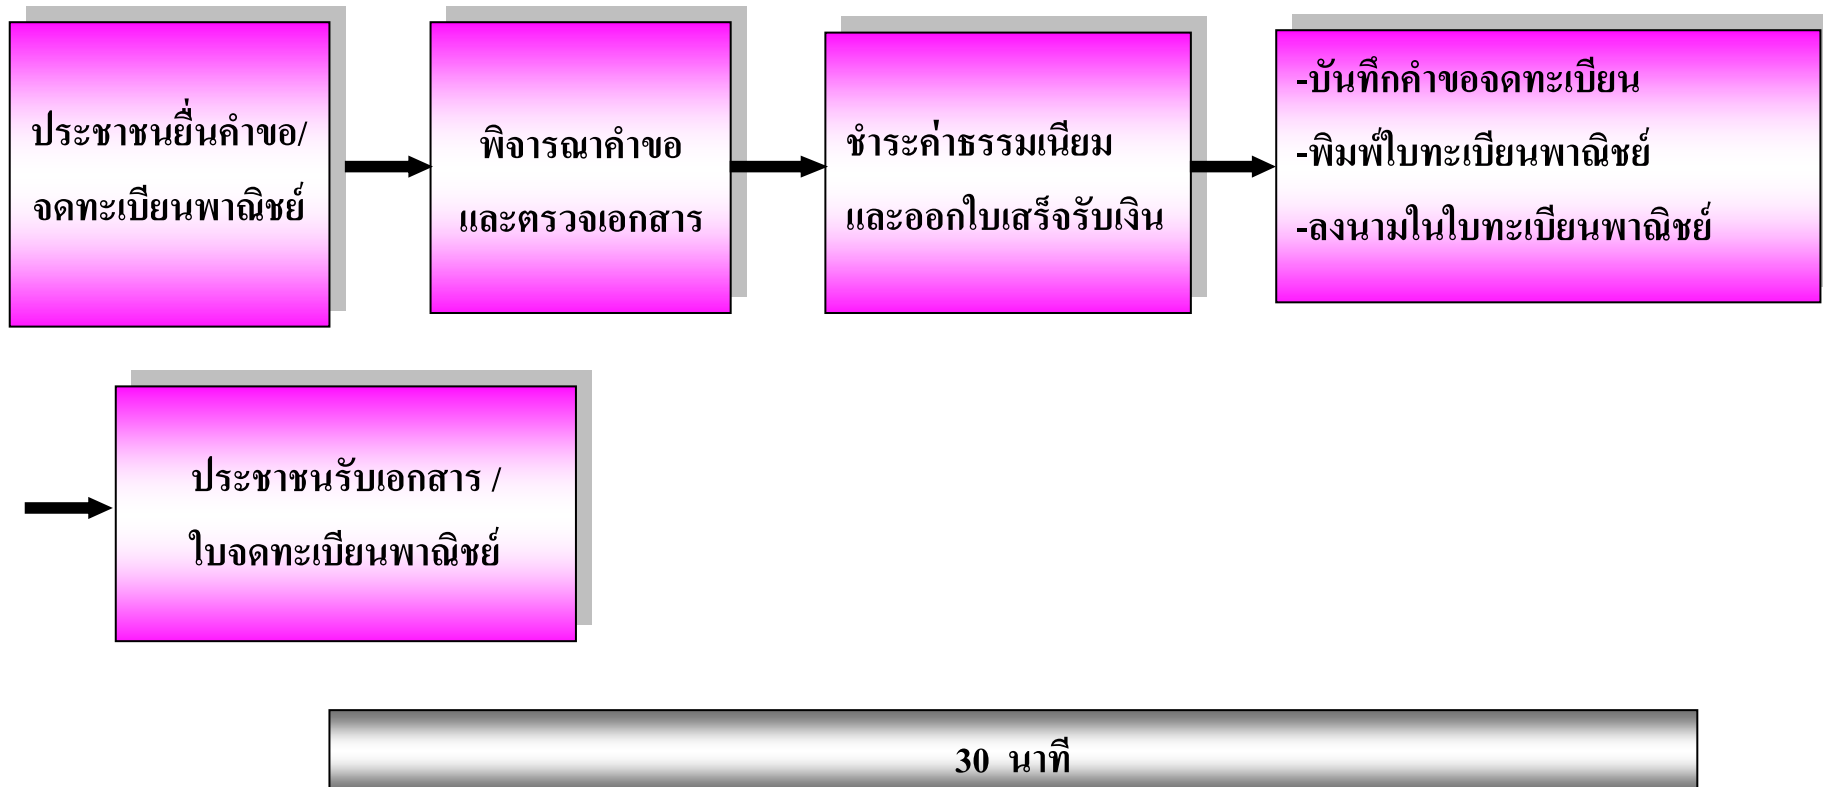 ประชาชนยื่นคำขอ/
จดทะเบียนพาณิชย์
พิจารณาคำขอ
และตรวจเอกสาร
ชำระค่าธรรมเนียม
และออกใบเสร็จรับเงิน
-บันทึกคำขอจดทะเบียน
-พิมพ์ใบทะเบียนพาณิชย์
-ลงนามในใบทะเบียนพาณิชย์
ประชาชนรับเอกสาร /
ใบจดทะเบียนพาณิชย์
30 นาที